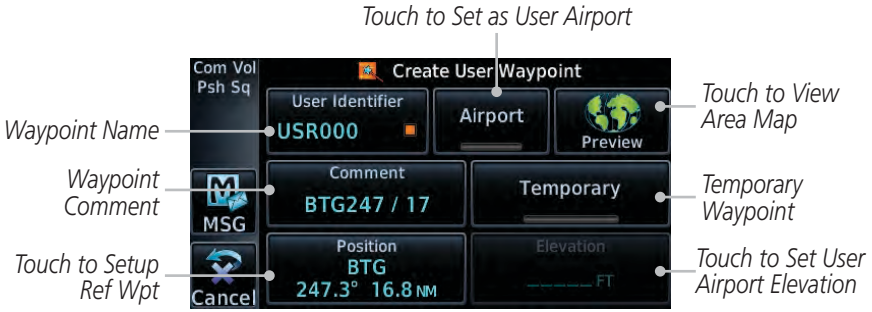 Touch to Set as User Airport
Com Vol
Psh Sq
Create User Waypoint
User Identifier
USR000
Airport
Preview
Touch to View
Area Map
Waypoint Name
Waypoint
Comment
MSG
Comment
BTG247 / 17
Temporary
Temporary
Waypoint
Touch to Setup
Ref Wpt
Cancel
Position
BTG
247.3° 16.8 NM
Elevation
_____ FT
Touch to Set User
Airport Elevation